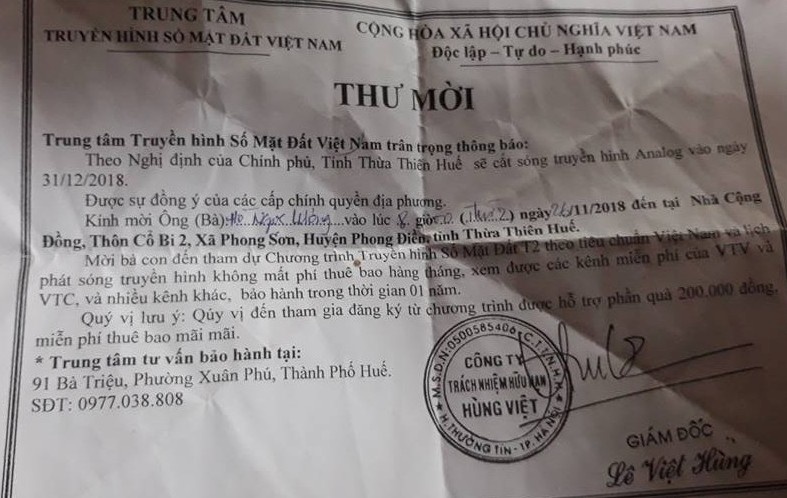 TRUNG TÂM
TRUYỀN HÌNH SỐ MẶT ĐẤT VIỆT NAM
CỘNG HÒA XÃ HỘI CHỦ NGHĨA VIỆT NAM
Độc lập – Tự do – Hạnh phúc
THƯ MỜI
Trung tâm Truyền hình Số Mặt Đất Việt Nam trân trọng thông báo:
Theo Nghị định của Chính phủ, Tỉnh Thừa Thiên Huế sẽ cắt sóng truyền hình Analog vào ngày
31/12/2018.
Được sự đồng ý của các cấp chính quyền địa phương.
Kính mời Ông (Bà): Ngọc vào lúc 8 giờ (Thứ 2) ngày 26/11/2018 đến tại Nhà Cộng
Đồng, Thôn Cổ Bi 2, Xã Phong Sơn, Huyện Phong Điền, tỉnh Thừa Thiên Huế.
Mời bà con đến tham dự Chương trình Truyền hình Số Mặt Đất T2 theo tiêu chuẩn Việt Nam và lịch
phát sóng truyền hình không mất phí thuê bao hàng tháng, xem được các kênh miễn phí của VTV và
VTC, và nhiều kênh khác, bảo hành trong thời gian 01 năm.
Quý vị lưu ý: Qúy vị đến tham gia đăng ký từ chương trình được hỗ trợ phần quà 200.000 đồng,
miễn phí thuê bao mãi mãi.
* Trung tâm tư vấn bảo hành tại:
91 Bà Triệu, Phường Xuân Phú, Thành Phố Huế.
SĐT: 0977.038.808
M.S.D.N:0500585406-C.T.T.N.H.H
CÔNG TY
TRÁCH NHIỆM HỮU HẠN
HÙNG VIỆT
H.THƯỜNG TÍN - TP. HÀ NỘI
GIÁM ĐỐC
Lê Việt Hùng